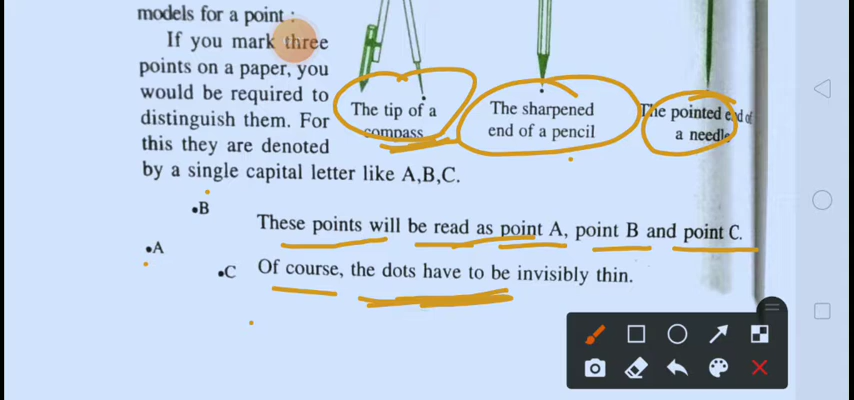 models for a point :
If you mark three
points on a paper, you
would be required to
distinguish them. For
this they are denoted
by a single capital letter like A,B,C.
The tip of a
compass
The sharpened
end of a pencil
The pointed end of
a needle
•B
•A
•C
These points will be read as point A, point B and point C.
Of course, the dots have to be invisibly thin.